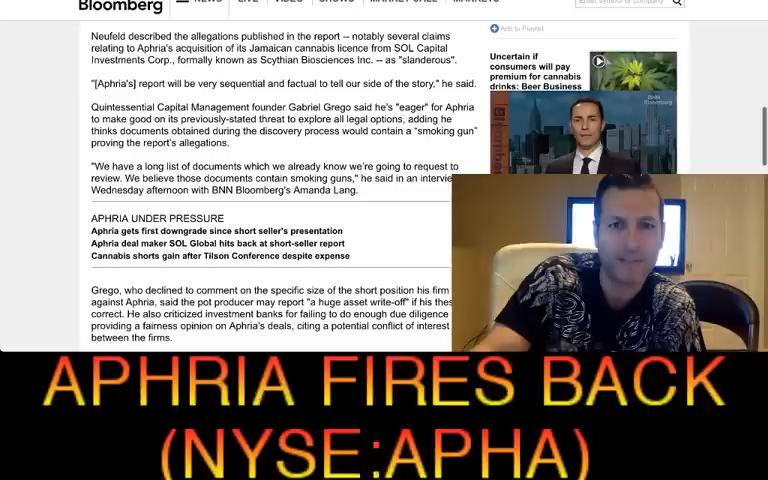 Bloomberg
NEWS LIVE VIDEO SHOWS MARKET CALL MARKETS
Enter symbol or company
Neufeld described the allegations published in the report -- notably several claims
relating to Aphria's acquisition of its Jamaican cannabis licence from SOL Capital
Investments Corp., formally known as Scythian Biosciences Inc. -- as "slanderous".
"[Aphria's] report will be very sequential and factual to tell our side of the story," he said.
Quintessential Capital Management founder Gabriel Grego said he's "eager" for Aphria
to make good on its previously-stated threat to explore all legal options, adding he
thinks documents obtained during the discovery process would contain a “smoking gun”
proving the report's allegations.
"We have a long list of documents which we already know we're going to request to
review. We believe those documents contain smoking guns," he said in an intervie
Wednesday afternoon with BNN Bloomberg's Amanda Lang.
APHRIA UNDER PRESSURE
Aphria gets first downgrade since short seller's presentation
Aphria deal maker SOL Global hits back at short-seller report
Cannabis shorts gain after Tilson Conference despite expense
Grego, who declined to comment on the specific size of the short position his firm
against Aphria, said the pot producer may report "a huge asset write-off" if his thes
correct. He also criticized investment banks for failing to do enough due diligence
providing a fairness opinion on Aphria's deals, citing a potential conflict of interest
between the firms.
Add to Playlist
Uncertain if
consumers will pay
premium for cannabis
drinks: Beer Business
APHRIA FIRES BACK
(NYSE:APHA)